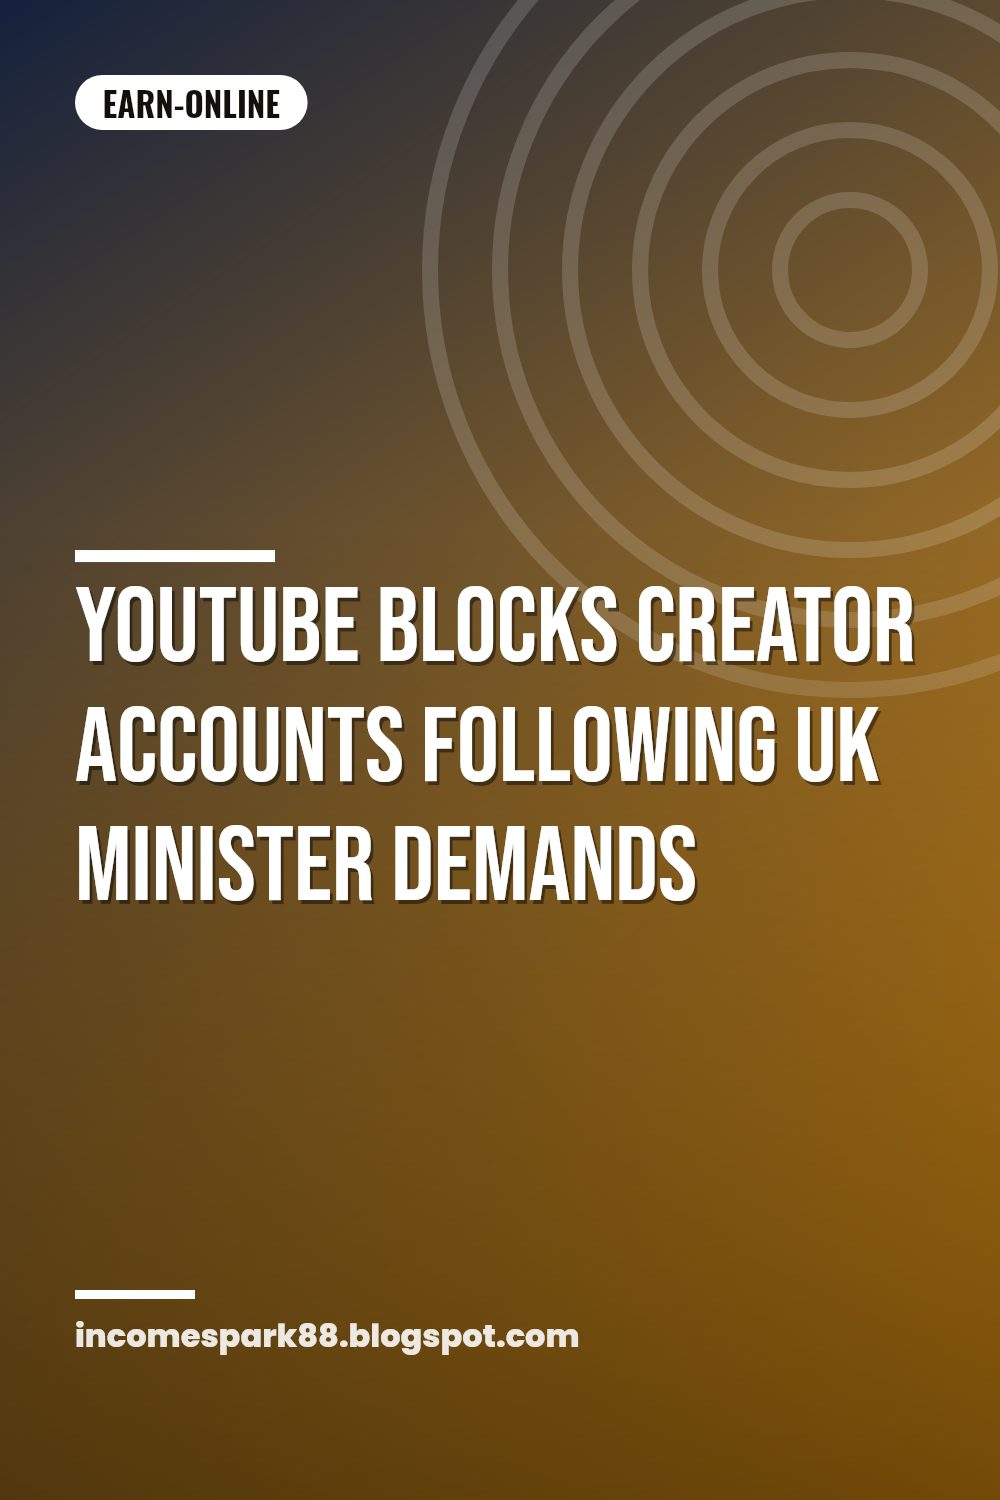 EARN-ONLINE
YOUTUBE BLOCKS CREATOR
ACCOUNTS FOLLOWING UK
MINISTER DEMANDS
incomespark88.blogspot.com